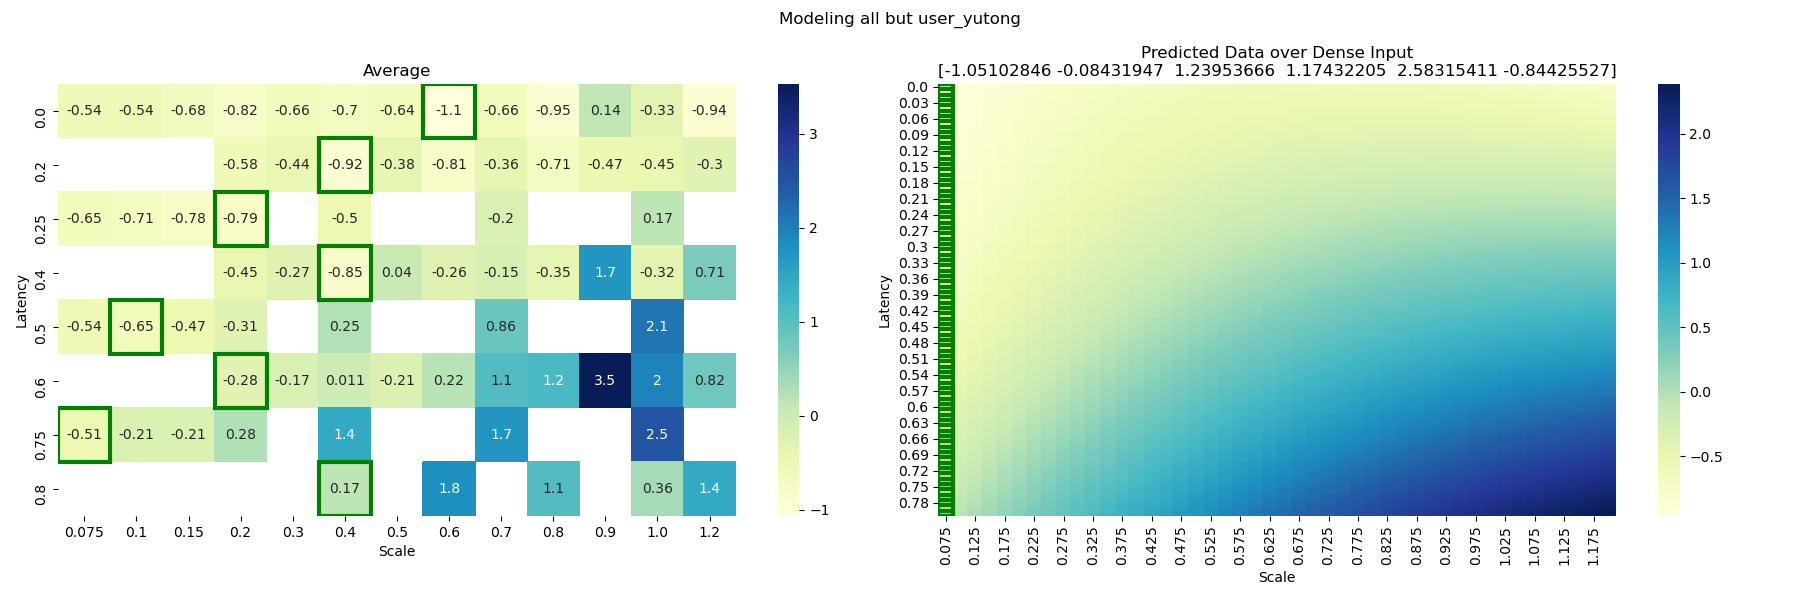 Modeling all but user_yutong
Average
Latency
0.0 -0.54 -0.54 -0.68 -0.82 -0.66 -0.7 -0.64 -1.1 -0.66 -0.95 0.14 -0.33 -0.94
0.2 -0.58 -0.44 -0.92 -0.38 -0.81 -0.36 -0.71 -0.47 -0.45 -0.3
0.25 -0.65 -0.71 -0.78 -0.79 -0.5 -0.2 0.17
0.4 -0.45 -0.27 -0.85 0.04 -0.26 -0.15 -0.35 1.7 -0.32 0.71
0.5 -0.54 -0.65 -0.47 -0.31 0.25 0.86 2.1
0.6 -0.28 -0.17 0.011 -0.21 0.22 1.1 1.2 3.5 2 0.82
0.75 -0.51 -0.21 -0.21 0.28 1.4 1.7 2.5
0.8 0.17 1.8 1.1 0.36 1.4
0.075 0.1 0.15 0.2 0.3 0.4 0.5 0.6 0.7 0.8 0.9 1.0 1.2
Scale
3
2
1
0
−1
Predicted Data over Dense Input
[-1.05102846 -0.08431947 1.23953666 1.17432205 2.58315411 -0.84425527]
Latency
0.0
0.03
0.06
0.09
0.12
0.15
0.18
0.21
0.24
0.27
0.3
0.33
0.36
0.39
0.42
0.45
0.48
0.51
0.54
0.57
0.6
0.63
0.66
0.69
0.72
0.75
0.78
0.075 0.125 0.175 0.225 0.275 0.325 0.375 0.425 0.475 0.525 0.575 0.625 0.675 0.725 0.775 0.825 0.875 0.925 0.975 1.025 1.075 1.125 1.175
Scale
2.0
1.5
1.0
0.5
0.0
−0.5